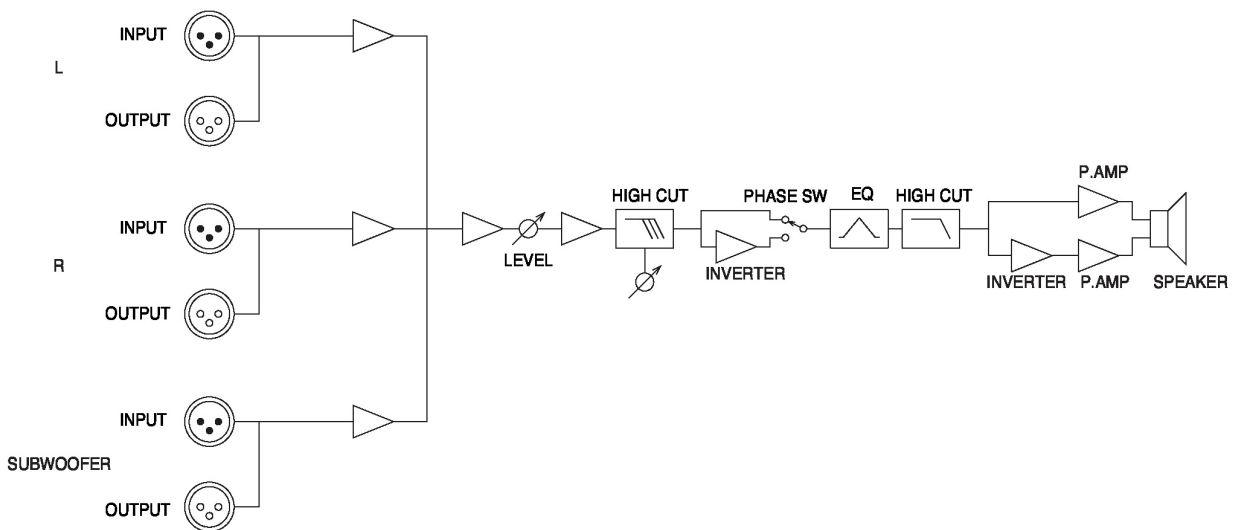 INPUT
L
OUTPUT
INPUT
R
OUTPUT
INPUT
SUBWOOFER
OUTPUT
LEVEL
HIGH CUT
INVERTER
PHASE SW
EQ
HIGH CUT
P.AMP
INVERTER
P.AMP
SPEAKER